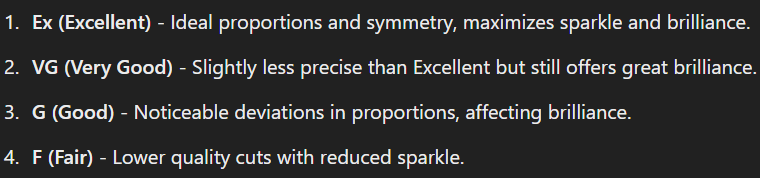 1. Ex (Excellent) - Ideal proportions and symmetry, maximizes sparkle and brilliance.
2. VG (Very Good) - Slightly less precise than Excellent but still offers great brilliance.
3. G (Good) - Noticeable deviations in proportions, affecting brilliance.
4. F (Fair) - Lower quality cuts with reduced sparkle.